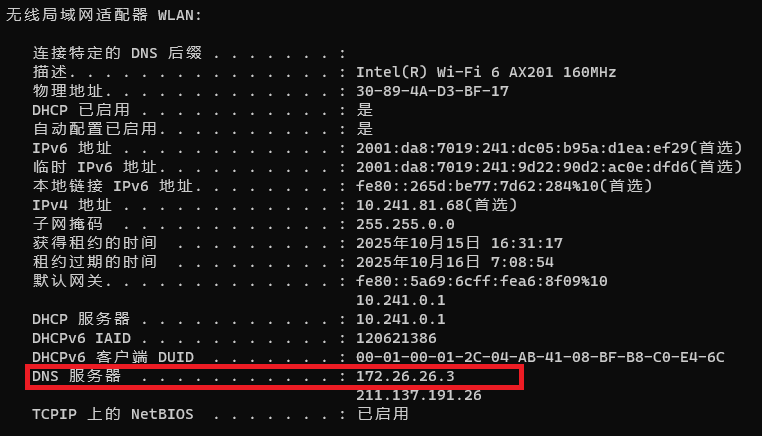 无线局域网适配器 WLAN:
连接特定的 DNS 后缀 . . . . . . . :
描述. . . . . . . . . . . . . . . : Intel(R) Wi-Fi 6 AX201 160MHz
物理地址. . . . . . . . . . . . . : 30-89-4A-D3-BF-17
DHCP 已启用 . . . . . . . . . . . : 是
自动配置已启用. . . . . . . . . . : 是
IPv6 地址 . . . . . . . . . . . . : 2001:da8:7019:241:dc05:b95a:d1ea:ef29(首选)
临时 IPv6 地址. . . . . . . . . . : 2001:da8:7019:241:9d22:90d2:ac0e:dfd6(首选)
本地链接 IPv6 地址. . . . . . . . : fe80::265d:be77:7d62:284%10(首选)
IPv4 地址 . . . . . . . . . . . . : 10.241.81.68(首选)
子网掩码  . . . . . . . . . . . . : 255.255.0.0
获得租约的时间  . . . . . . . . . : 2025年10月15日 16:31:17
租约过期的时间  . . . . . . . . . : 2025年10月16日 7:08:54
默认网关. . . . . . . . . . . . . : fe80::5a69:6cff:fea6:8f09%10
10.241.0.1
DHCP 服务器 . . . . . . . . . . . : 10.241.0.1
DHCPv6 IAID . . . . . . . . . . . : 120621386
DHCPv6 客户端 DUID  . . . . . . . : 00-01-00-01-2C-04-AB-41-08-BF-B8-C0-E4-6C
DNS 服务器  . . . . . . . . . . . : 172.26.26.3
211.137.191.26
TCPIP 上的 NetBIOS  . . . . . . . : 已启用